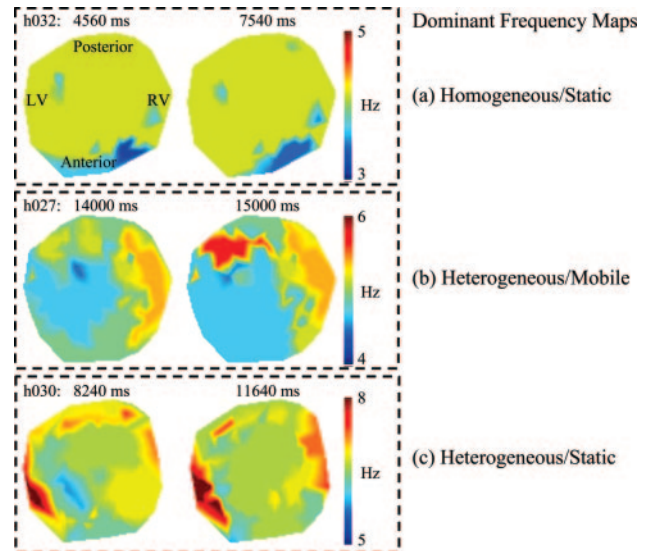 h032: 4560 ms 7540 ms 5 Dominant Frequency Maps
Posterior
LV RV Hz (a) Homogeneous/Static
Anterior
3
h027: 14000 ms 15000 ms 6
Hz (b) Heterogeneous/Mobile
4
h030: 8240 ms 11640 ms 8
Hz (c) Heterogeneous/Static
5